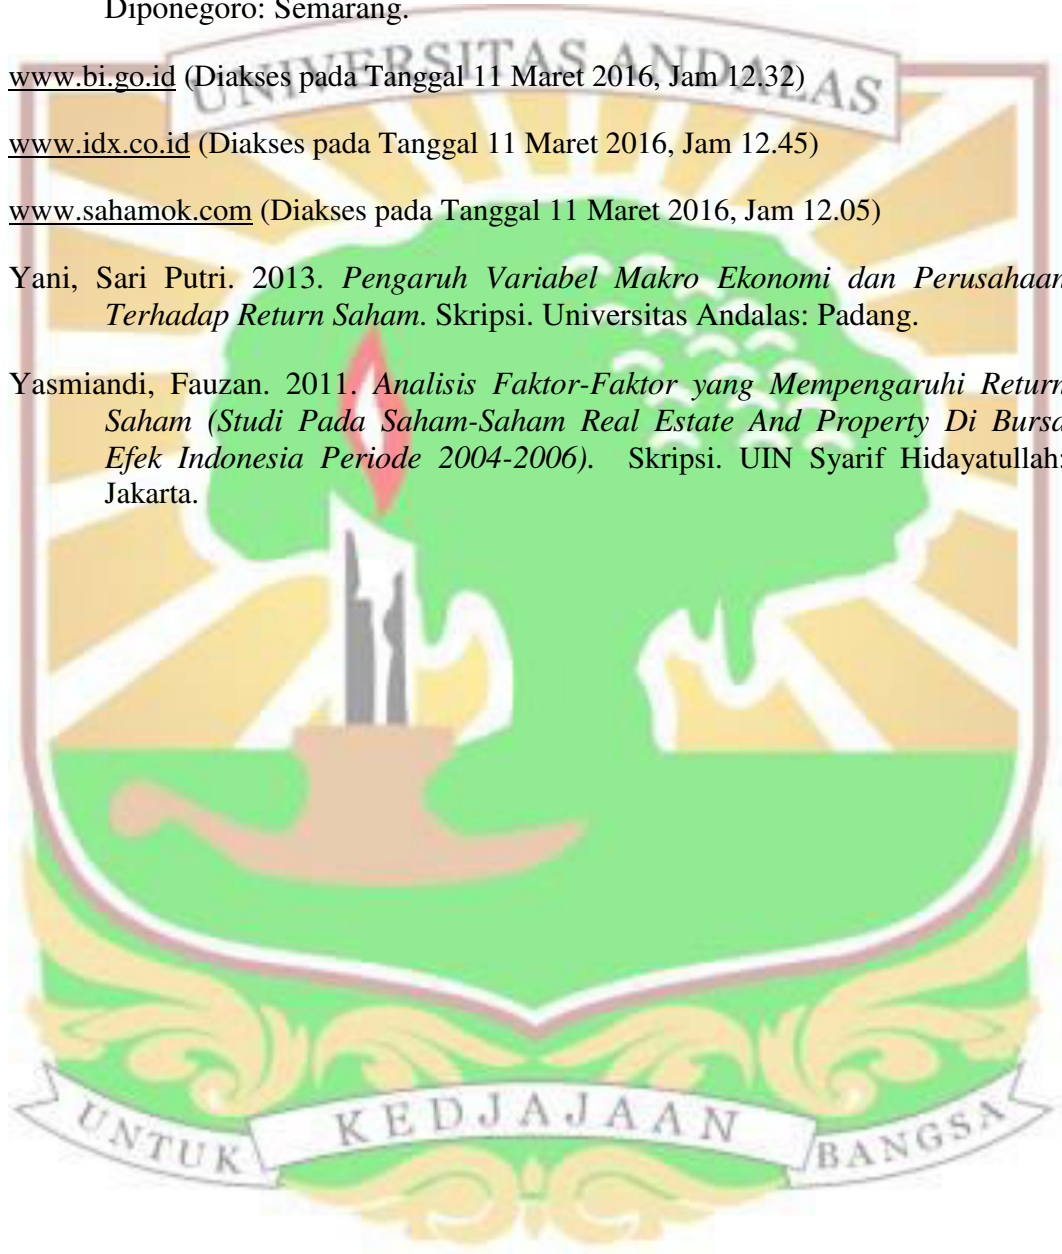 Diponegoro: Semarang.
UNIVERSITAS ANDALAS
www.bi.go.id (Diakses pada Tanggal 11 Maret 2016, Jam 12.32)
www.idx.co.id (Diakses pada Tanggal 11 Maret 2016, Jam 12.45)
www.sahamok.com (Diakses pada Tanggal 11 Maret 2016, Jam 12.05)
Yani, Sari Putri. 2013. Pengaruh Variabel Makro Ekonomi dan Perusahaan
Terhadap Return Saham. Skripsi. Universitas Andalas: Padang.
Yasmiandi, Fauzan. 2011. Analisis Faktor-Faktor yang Mempengaruhi Return
Saham (Studi Pada Saham-Saham Real Estate And Property Di Bursa
Efek Indonesia Periode 2004-2006). Skripsi. UIN Syarif Hidayatullah:
Jakarta.
UNTUK KEDJAJAAN BANGSA